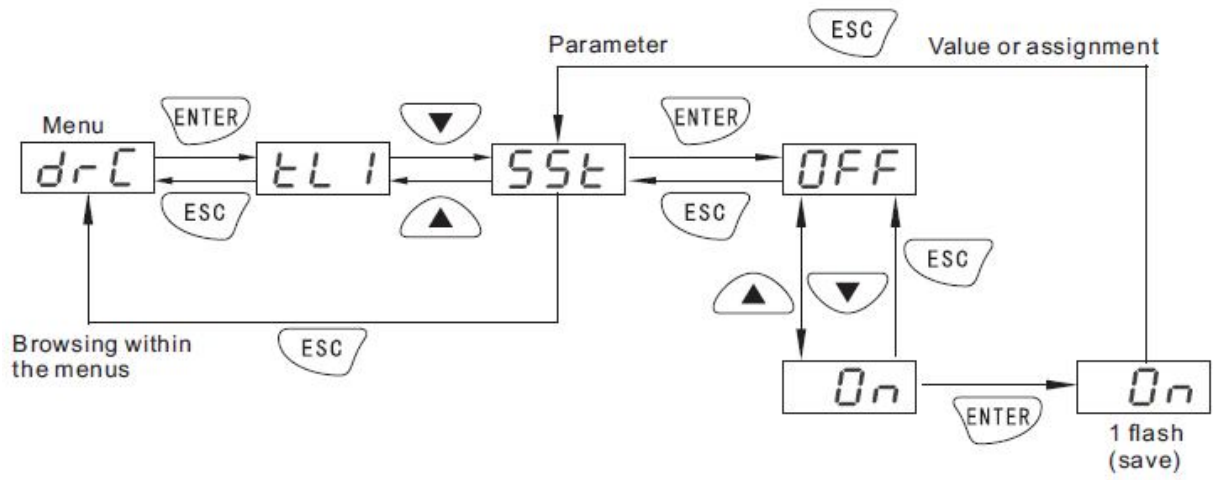 ESC
Parameter
Value or assignment
ENTER
▼
ENTER
Menu
drC
tL1
SSt
OFF
ESC
▲
ESC
ESC
▲
▼
Browsing within
the menus
ESC
On
On
ENTER
1 flash
(save)